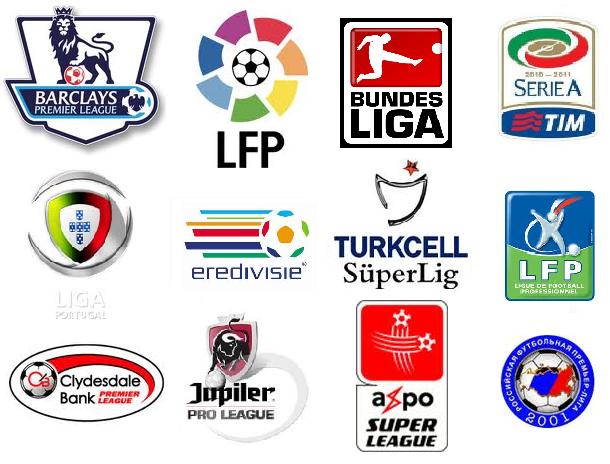 BARCLAYS
PREMIER LEAGUE
LFP
BUNDES
LIGA
2010 - 2011
SERIE A
TIM
LIGA
PORTUGAL
eredivisie
TURKCELL
SüperLig
LFP
LIGUE DE FOOTBALL
PROFESSIONNEL
CB
Clydesdale
Bank
PREMIER
LEAGUE
Jupiler
PRO LEAGUE
axpo
SUPER
LEAGUE
РОССИЙСКАЯ ФУТБОЛЬНАЯ ПРЕМЬЕР-ЛИГА
2001